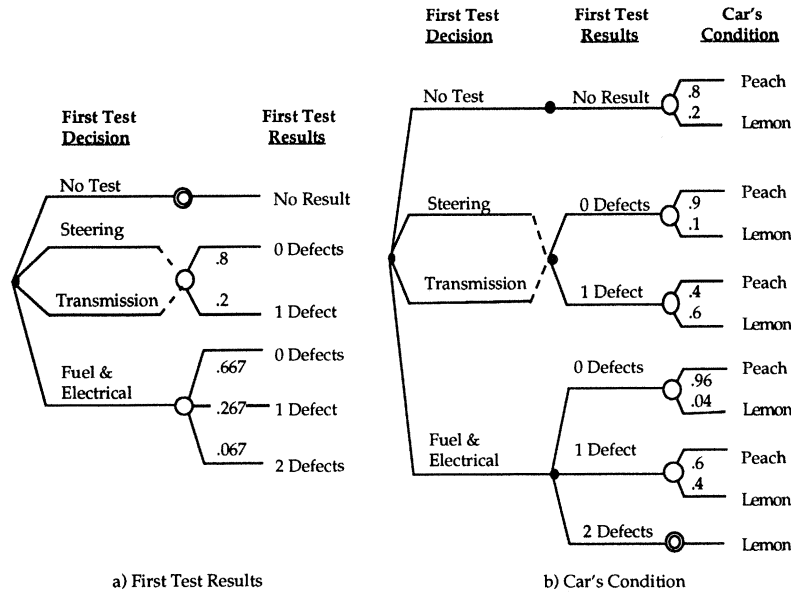 First Test
Decision
First Test
Results
No Test
No Result
Steering
0 Defects
.8
Transmission
.2
1 Defect
0 Defects
Fuel &
Electrical
.667
.267
1 Defect
.067
2 Defects
a) First Test Results
First Test
Decision
First Test
Results
Car's
Condition
No Test
No Result
.8
Peach
.2
Lemon
Steering
0 Defects
.9
Peach
.1
Lemon
Transmission
1 Defect
.4
Peach
.6
Lemon
0 Defects
.96
Peach
.04
Lemon
Fuel &
Electrical
1 Defect
.6
Peach
.4
Lemon
2 Defects
Lemon
b) Car's Condition